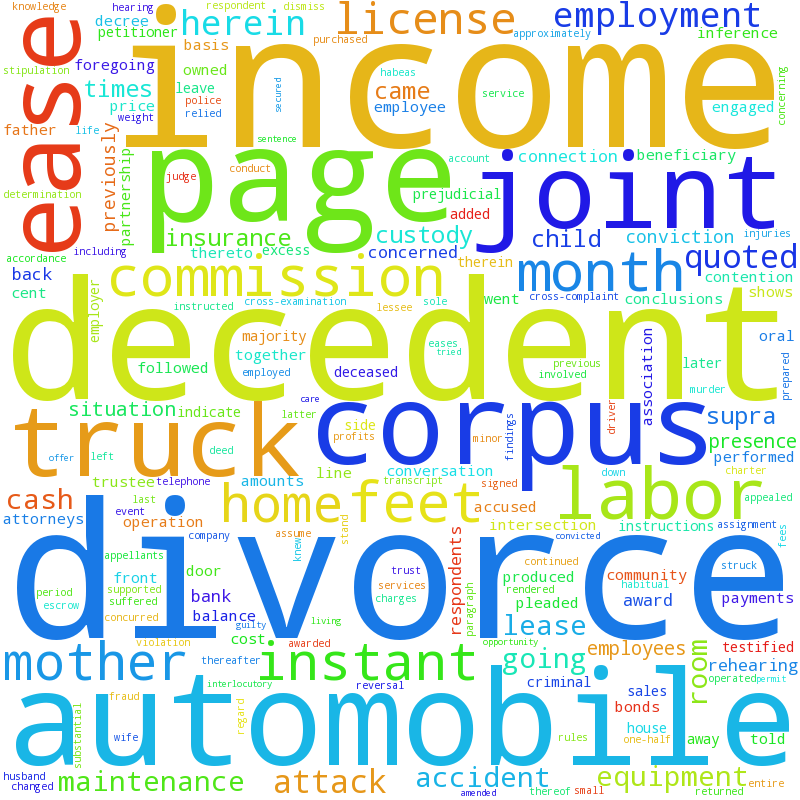 knowledge hearing respondent dismiss
decree petitioner herein license employment
basis purchased approximately inference
ease income
stipulation foregoing owned habeas
times leave came secured service concerning
price police employee engaged
weight relied
father life previously sentence
partnership page account connection beneficiary
judge conduct joint
determination prejudicial
added
insurance custody child conviction injuries
accordance including thereto excess concerned therein quoted
back commission month contention
cent employer instructed cross-examination lessee sole went cross-complaint conclusions shows
decedent
majority eases tried association oral
followed together employed deceased previous involved later prepared
care murder
situation indicate truck latter corpus driver supra
deed side profits minor findings presence
offer left line conversation performed
trustee telephone amounts transcript signed down charter
cash last home feet accused labor appealed
attorneys event operation stand intersection instructions assignment fees
divorce
appellants company assume knew respondents convicted
front door continued struck
period supported trust services produced community habitual
escrow suffered bank charges rendered
concurred balance guilty living paragraph pleaded award payments
violation cost awarded opportunity lease
mother thereafter instant going employees room testified
rehearing
interlocutory reversal criminal operated permit
automobile
fraud sales
substantial regard bonds
wife rules house one-half away told
husband changed maintenance attack accident equipment entire
amended thereof small returned